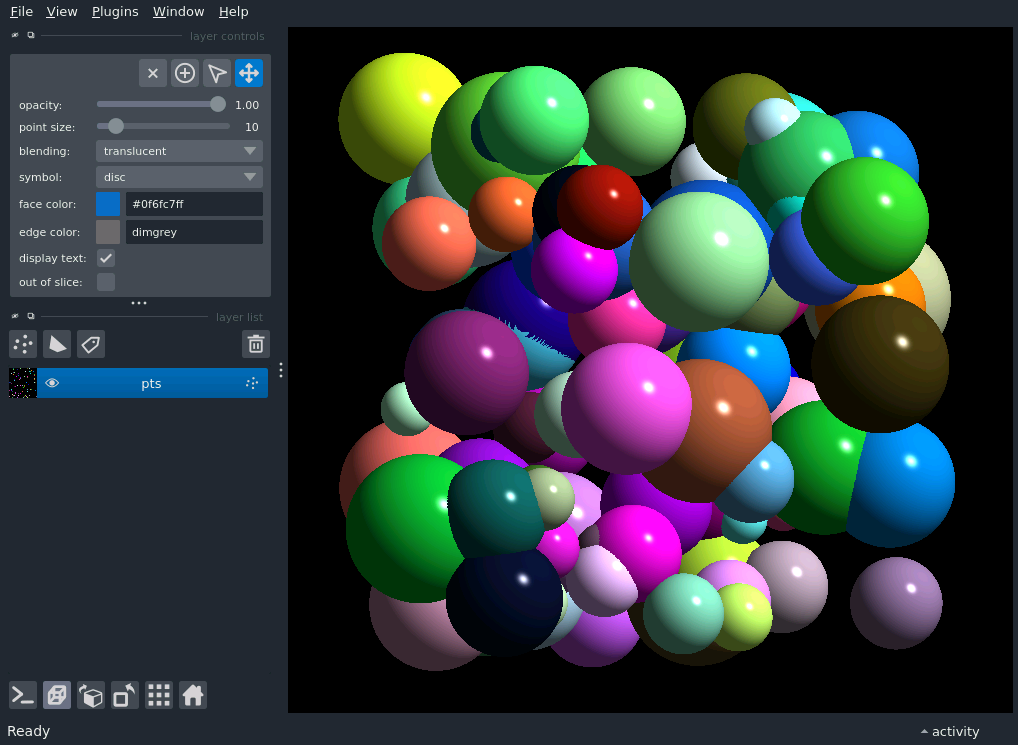 File View Plugins Window Help
layer controls
opacity: 1.00
point size: 10
blending: translucent
symbol: disc
face color: #0f6fc7ff
edge color: dimgrey
display text:
out of slice:
layer list
pts
Ready
activity